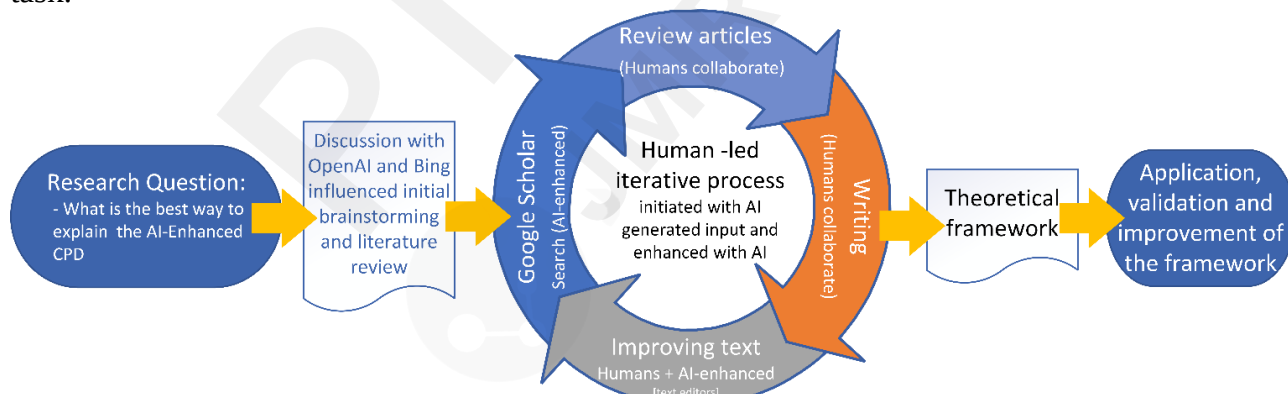 task.
Research Question:
- What is the best way to
explain the AI-Enhanced
CPD
Discussion with
OpenAI and Bing
influenced initial
brainstorming
and literature
review
Google Scholar
Search (AI-enhanced)
Review articles
(Humans collaborate)
Writing
(Humans collaborate)
Improving text
Humans + AI-enhanced
[text editors]
Human -led
iterative process
initiated with AI
generated input and
enhanced with AI
Theoretical
framework
Application,
validation and
improvement of
the framework